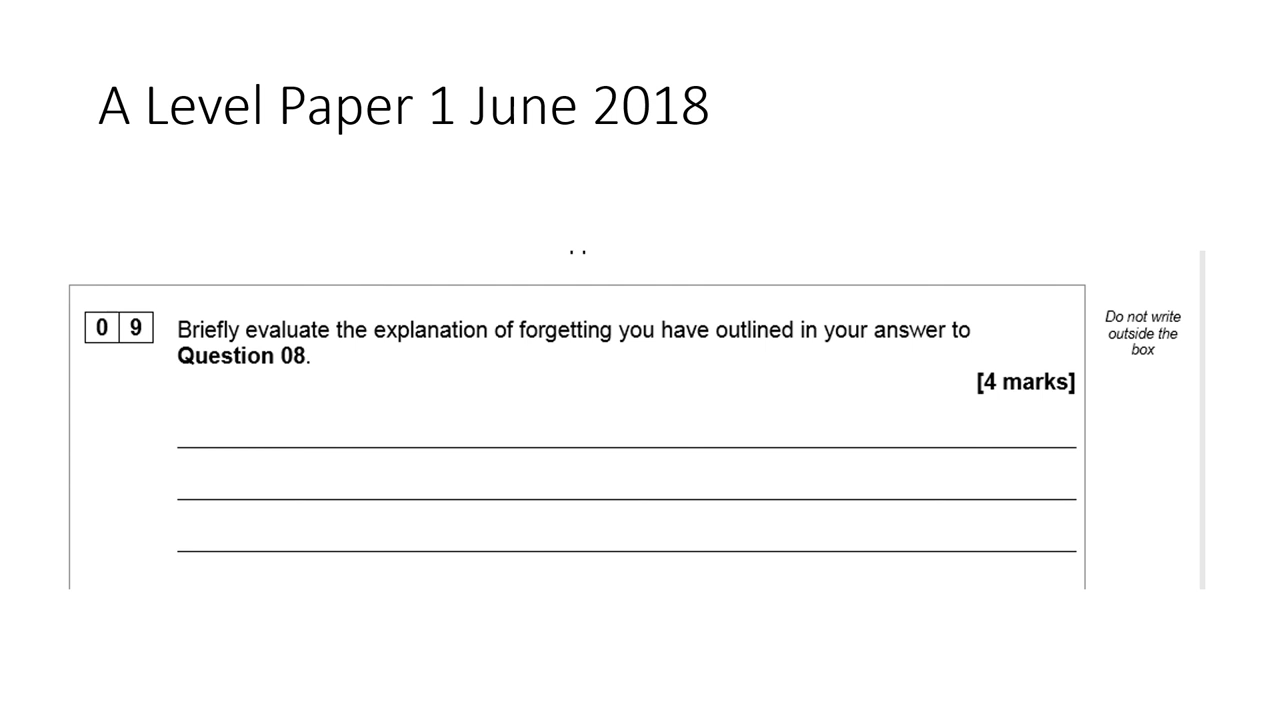 A Level Paper 1 June 2018
0 9 Briefly evaluate the explanation of forgetting you have outlined in your answer to
Question 08.
[4 marks]
Do not write
outside the
box